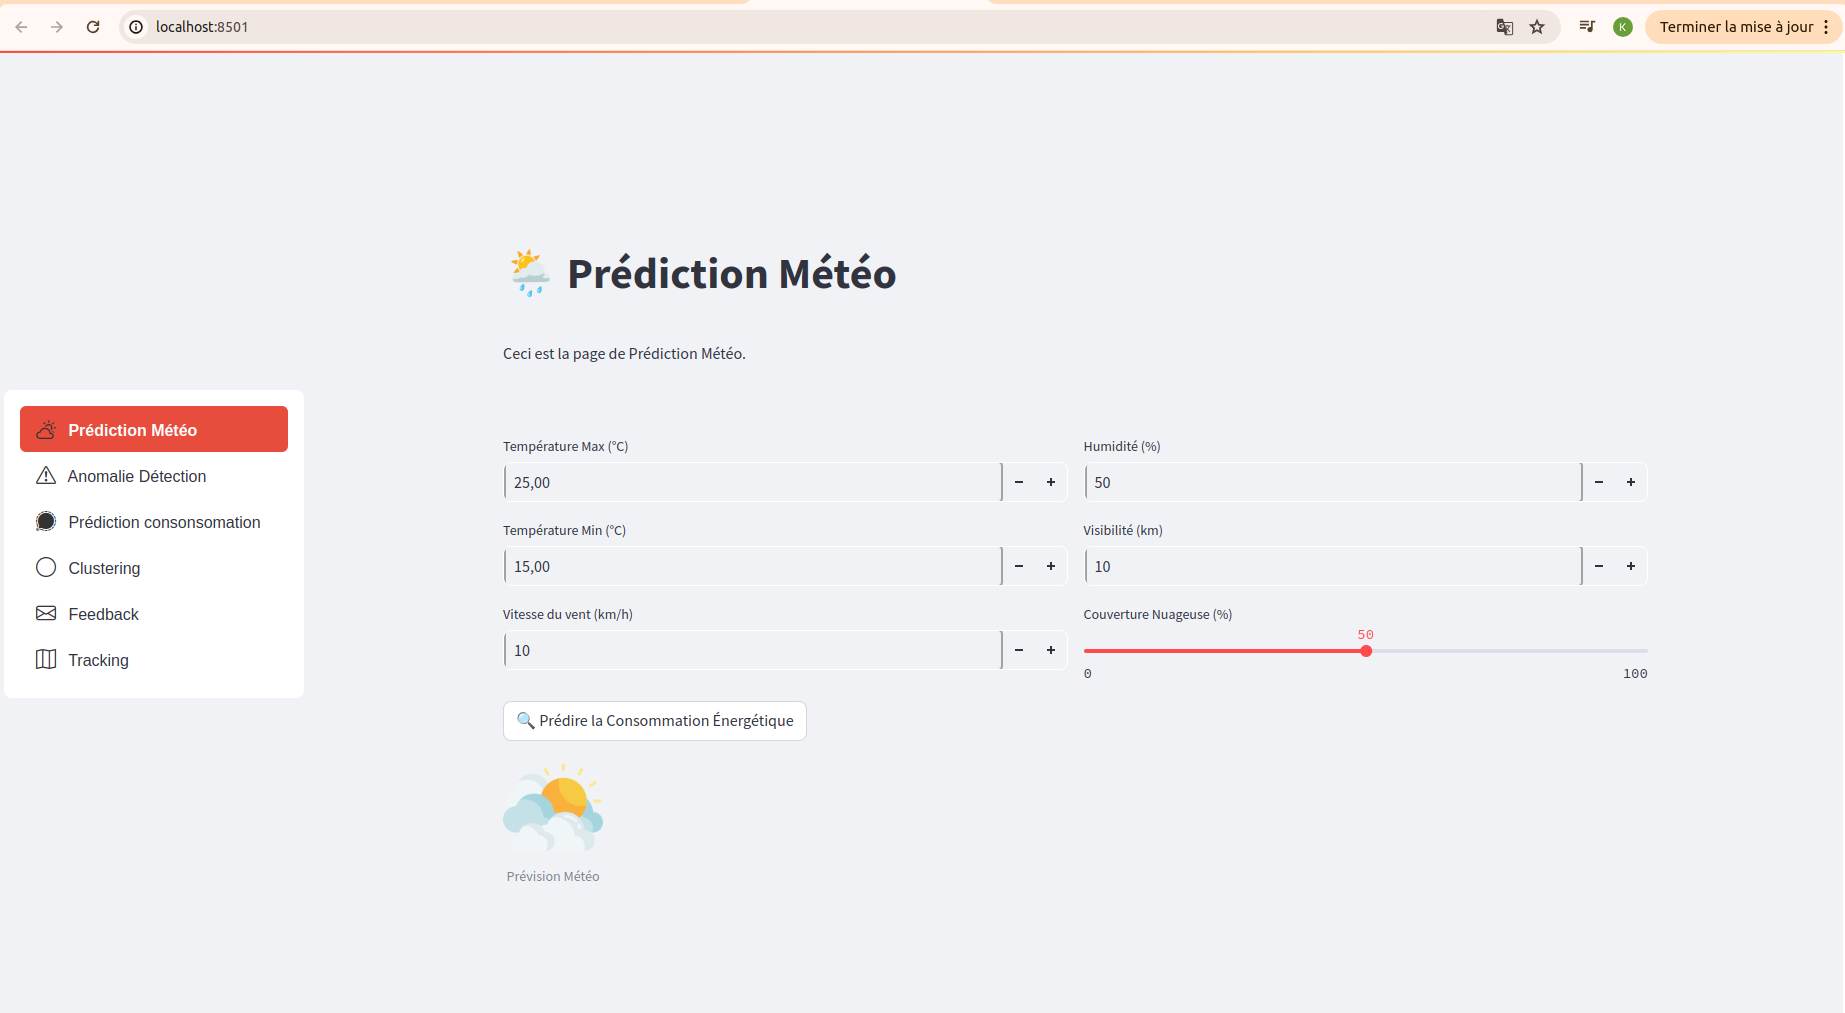 localhost:8501
K
Terminer la mise à jour
Prédiction Météo
Ceci est la page de Prédiction Météo.
Prédiction Météo
Anomalie Détection
Prédiction consonsomation
Clustering
Feedback
Tracking
Température Max (°C)
25,00
Température Min (°C)
15,00
Vitesse du vent (km/h)
10
Humidité (%)
50
Visibilité (km)
10
Couverture Nuageuse (%)
50
0 100
Prédire la Consommation Énergétique
Prévision Météo